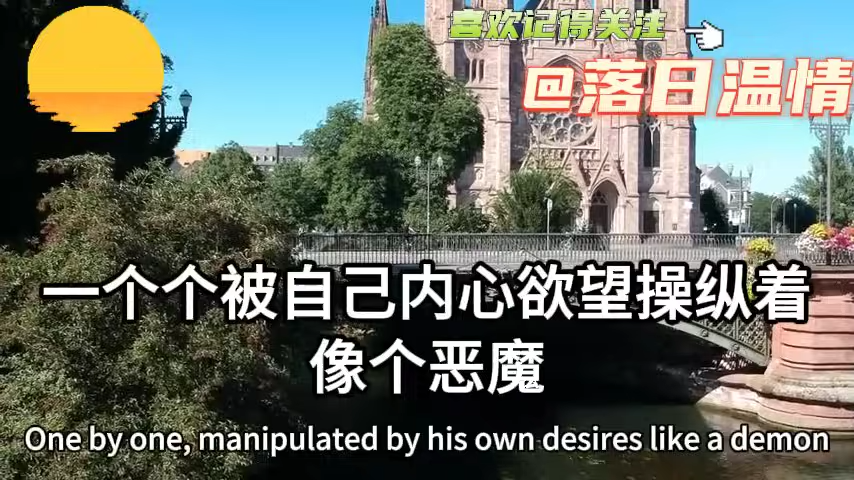 喜欢记得关注
@落日温情
一个个被自己内心欲望操纵着
像个恶魔
One by one, manipulated by his own desires like a demon